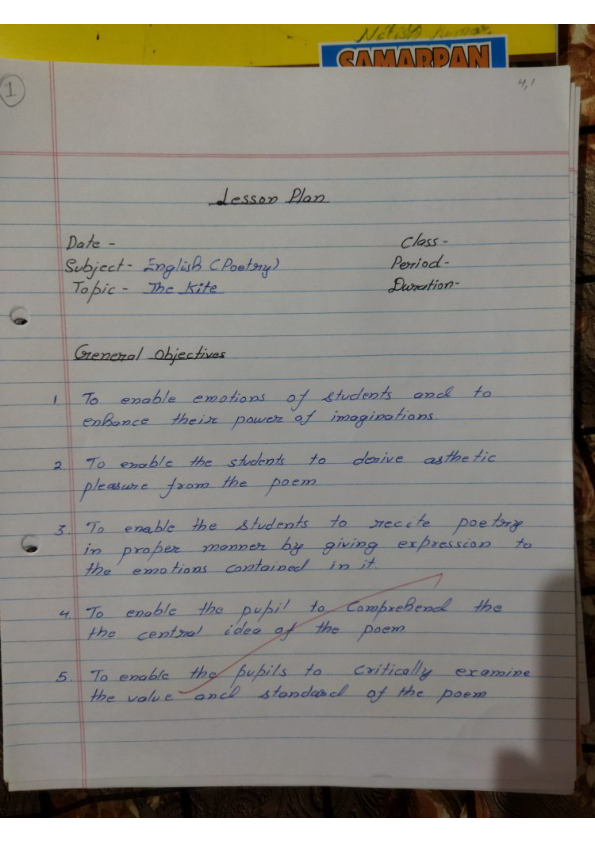 Nitish Kumar
SAMARPAN
1
Lesson Plan
Date -
Class -
Subject - English (Poetry)
Period -
Topic - The Kite
Duration -
General Objectives
1. To enable emotions of students and to
enhance their power of imaginations.
2. To enable the students to derive asthetic
pleasure from the poem
3. To enable the students to reccite poetry
in proper manner by giving expression to
the emotions contained in it.
4. To enable the pupil to comprehend the
the central idea of the poem
5. To enable the pupils to critically examine
the value and standard of the poem